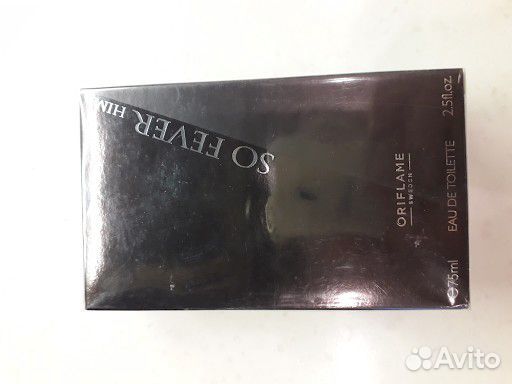 SO FEVER HIM
ORIFLAME
SWEDEN
EAU DE TOILETTE
℮75ml 2.5fl.oz
Avito